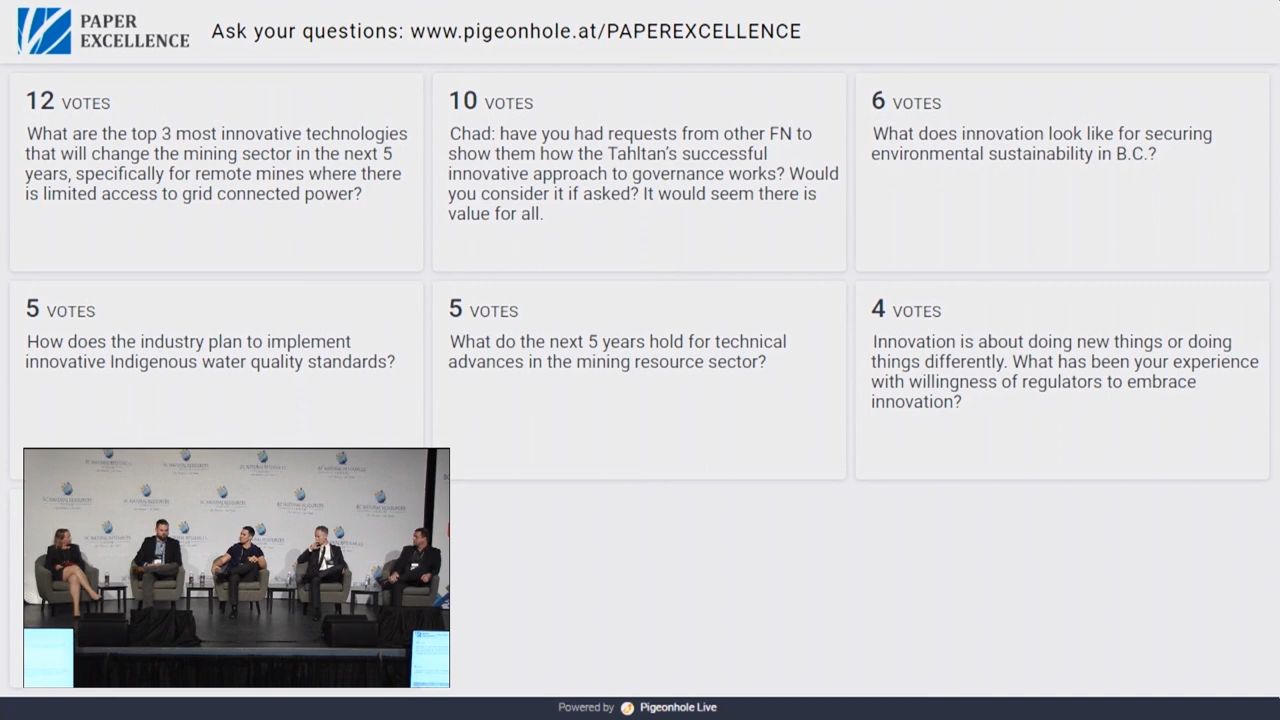 PAPER
EXCELLENCE
Ask your questions: www.pigeonhole.at/PAPEREXCELLENCE
12 VOTES
What are the top 3 most innovative technologies
that will change the mining sector in the next 5
years, specifically for remote mines where there
is limited access to grid connected power?
10 VOTES
Chad: have you had requests from other FN to
show them how the Tahltan's successful
innovative approach to governance works? Would
you consider it if asked? It would seem there is
value for all.
6 VOTES
What does innovation look like for securing
environmental sustainability in B.C.?
5 VOTES
How does the industry plan to implement
innovative Indigenous water quality standards?
5 VOTES
What do the next 5 years hold for technical
advances in the mining resource sector?
4 VOTES
Innovation is about doing new things or doing
things differently. What has been your experience
with willingness of regulators to embrace
innovation?
BC NATURAL RESOURCES
Powered by Pigeonhole Live